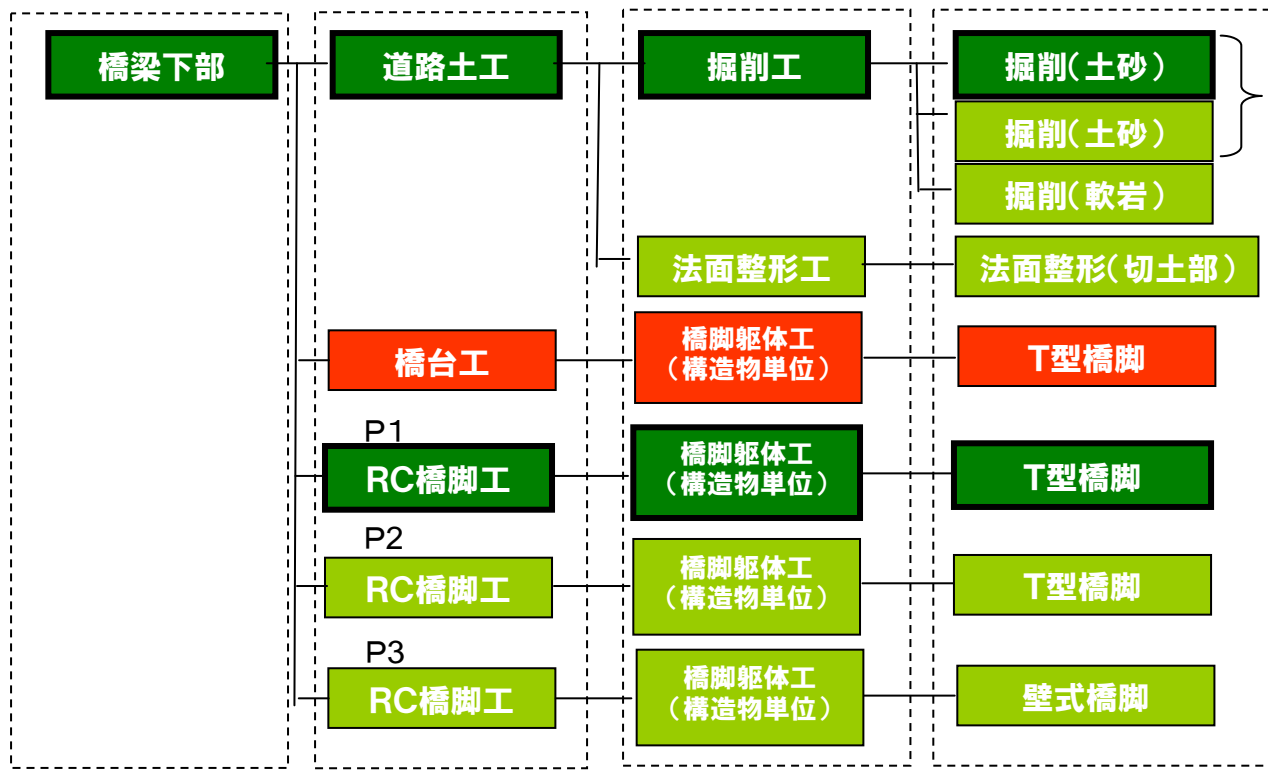 橋梁下部
道路土工
掘削工
掘削(土砂)
掘削(土砂)
掘削(軟岩)
法面整形工
法面整形(切土部)
橋台工
橋脚躯体工
(構造物単位)
T型橋脚
P1
RC橋脚工
橋脚躯体工
(構造物単位)
T型橋脚
P2
RC橋脚工
橋脚躯体工
(構造物単位)
T型橋脚
P3
RC橋脚工
橋脚躯体工
(構造物単位)
壁式橋脚